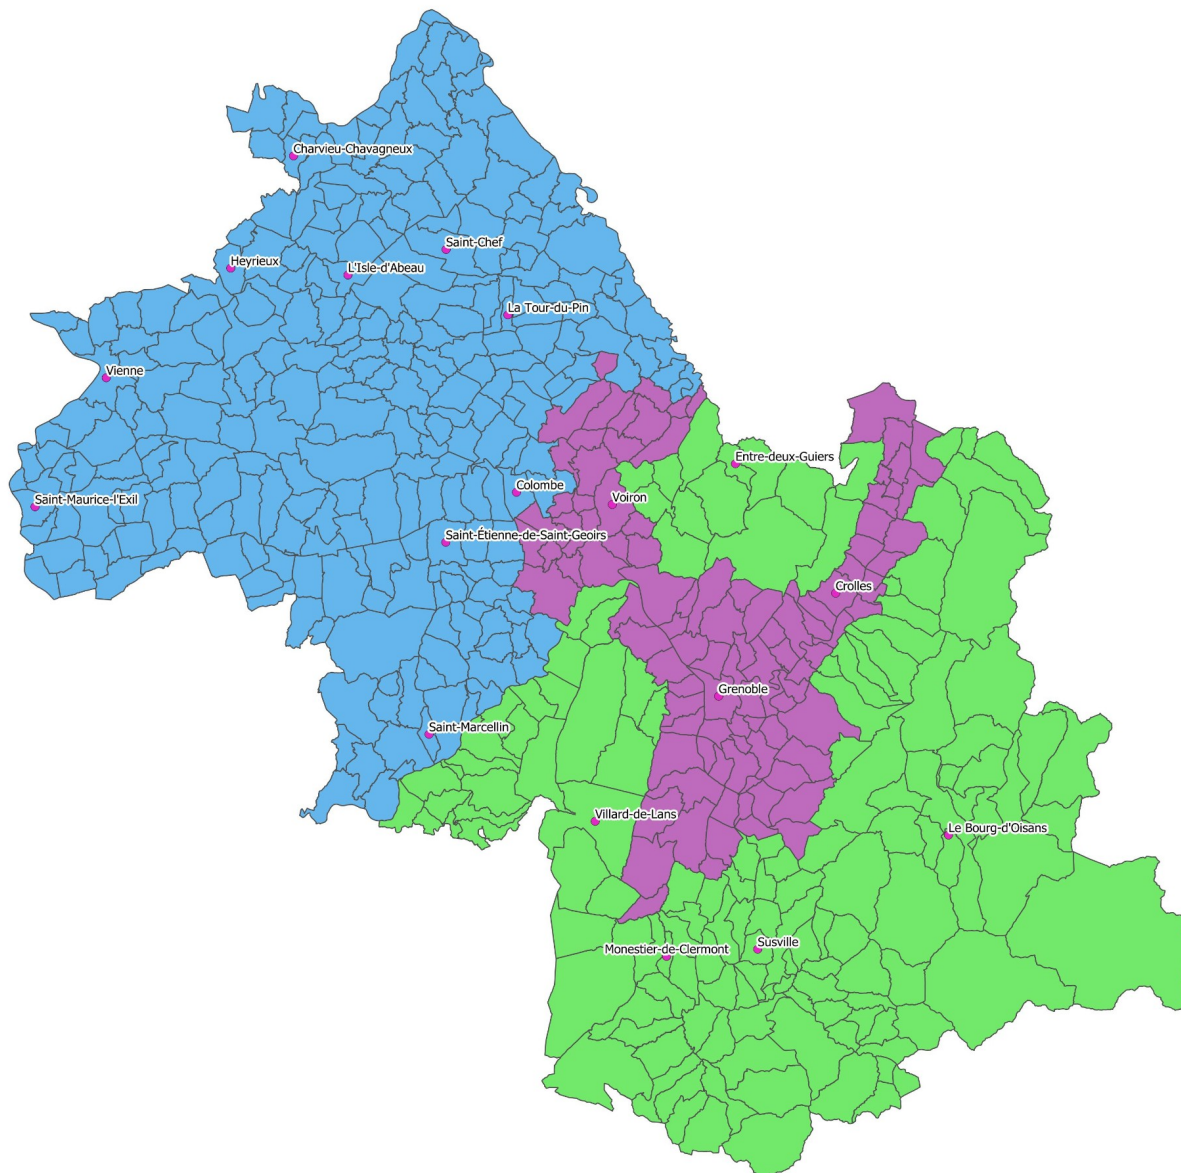 Charvieu-Chavagneux
Saint-Chef
Heyrieux
L'Isle-d'Abeau
La Tour-du-Pin
Vienne
Entre-deux-Guiers
Colombe
Saint-Maurice-l'Exil
Voiron
Saint-Étienne-de-Saint-Geoirs
Crolles
Grenoble
Saint-Marcellin
Villard-de-Lans
Le Bourg-d'Oisans
Susville
Monestier-de-Clermont